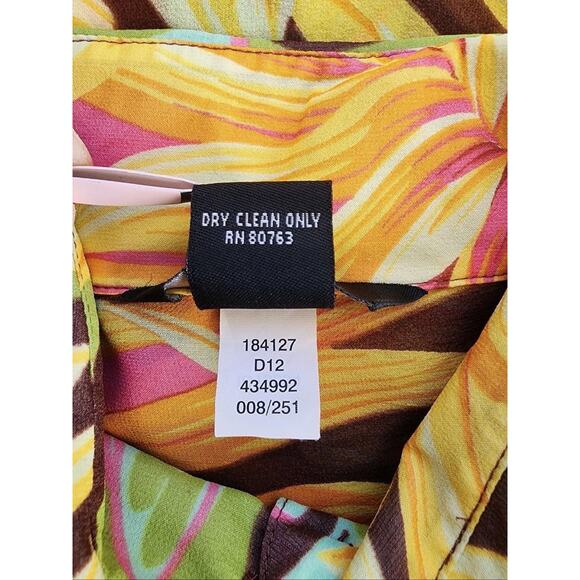 DRY CLEAN ONLY
RN 80763
184127
D12
434992
008/251